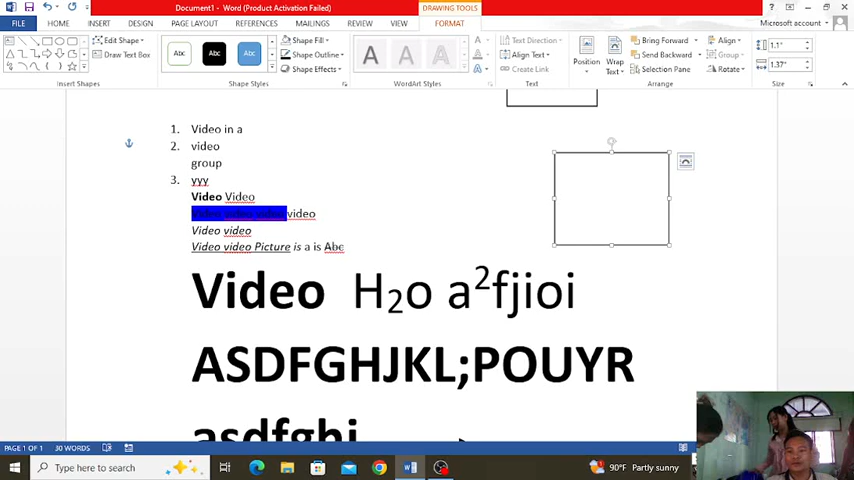 Document1 - Word (Product Activation Failed)
DRAWING TOOLS
FILE HOME INSERT DESIGN PAGE LAYOUT REFERENCES MAILINGS REVIEW VIEW FORMAT
Microsoft account
Edit Shape
Draw Text Box
Insert Shapes
Abc Abc Abc
Shape Fill
Shape Outline
Shape Effects
Shape Styles
A A A
WordArt Styles
Text Direction
Align Text
Create Link
Text
Position
Wrap
Text
Bring Forward
Send Backward
Selection Pane
Align
Rotate
Arrange
1.1"
1.37"
Size
1. Video in a
2. video
group
3. yyy
Video Video
Video video video video
Video video
Video video Picture is a is Abc
Video H2o a2fjioi
ASDFGHJKL;POUYR
asdfghj
PAGE 1 OF 1 30 WORDS
Type here to search
90°F Partly sunny